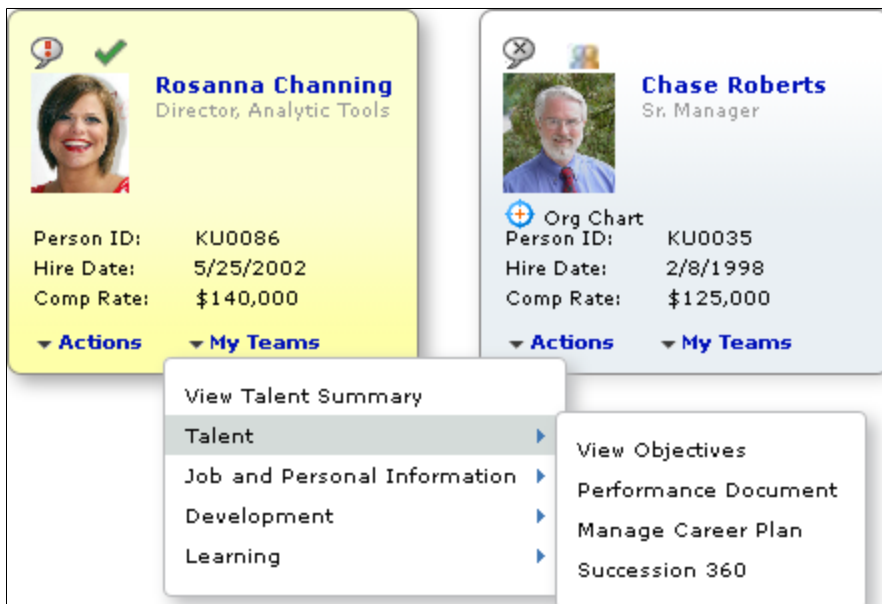 Rosanna Channing
Director, Analytic Tools
Person ID: KU0086
Hire Date: 5/25/2002
Comp Rate: $140,000
Actions My Teams
Chase Roberts
Sr. Manager
Org Chart
Person ID: KU0035
Hire Date: 2/8/1998
Comp Rate: $125,000
Actions My Teams
View Talent Summary
Talent
Job and Personal Information
Development
Learning
View Objectives
Performance Document
Manage Career Plan
Succession 360